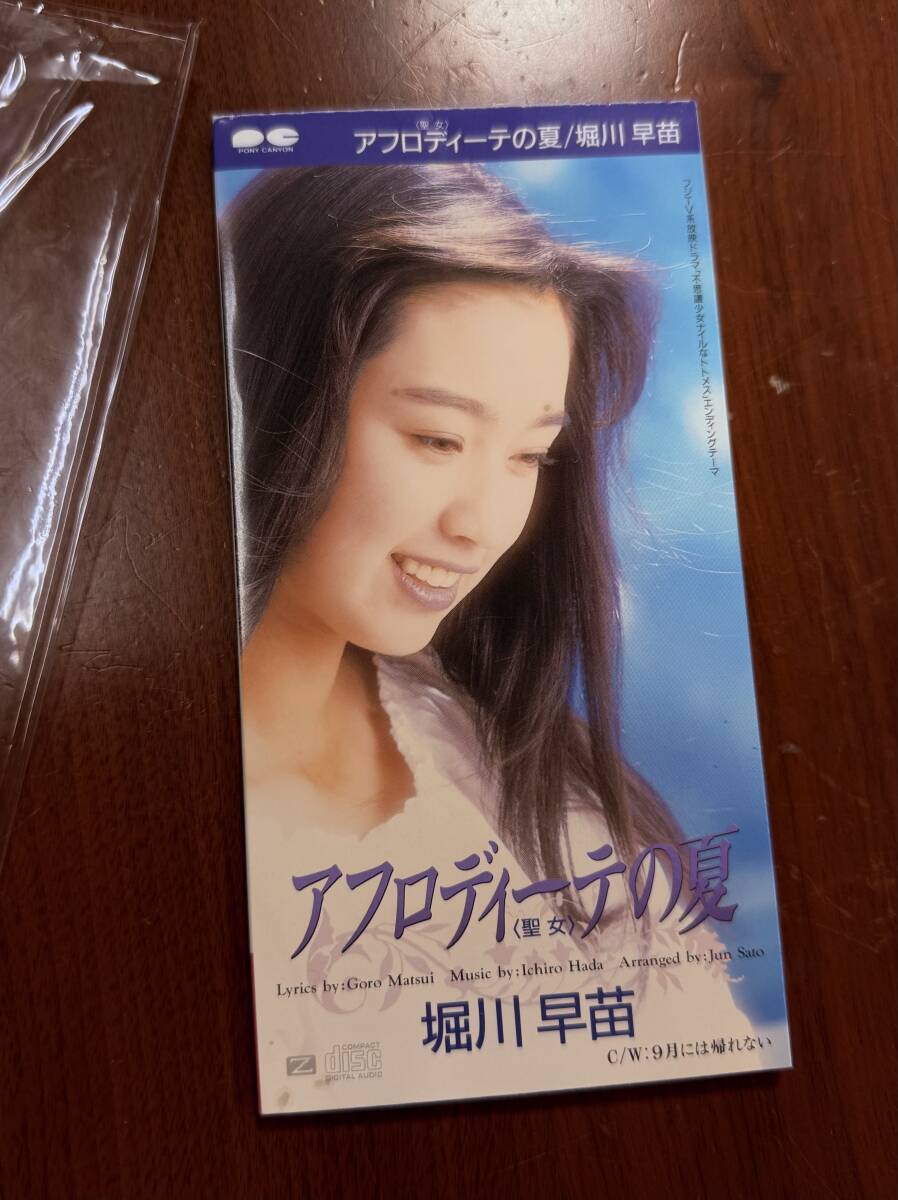 PONY CANYON
〈聖女〉
アフロディーテの夏/堀川 早苗
フジTV系放映ドラマ「不思議少女ナイルなトトメス」エンディングテーマ
アフロディーテの夏
〈聖女〉
Lyrics by:Goro Matsui Music by:Ichiro Hada Arranged by:Jun Sato
堀川 早苗
C/W:9月には帰れない
Z
COMPACT
disc
DIGITAL AUDIO